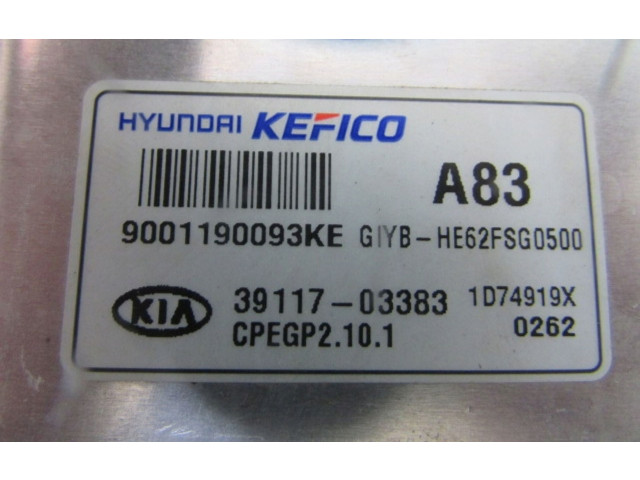 HYUNDAI KEFICO
A83
9001190093KE GIYB-HE62FSG0500
KIA 39117-03383 1D74919X
CPEGP2.10.1 0262